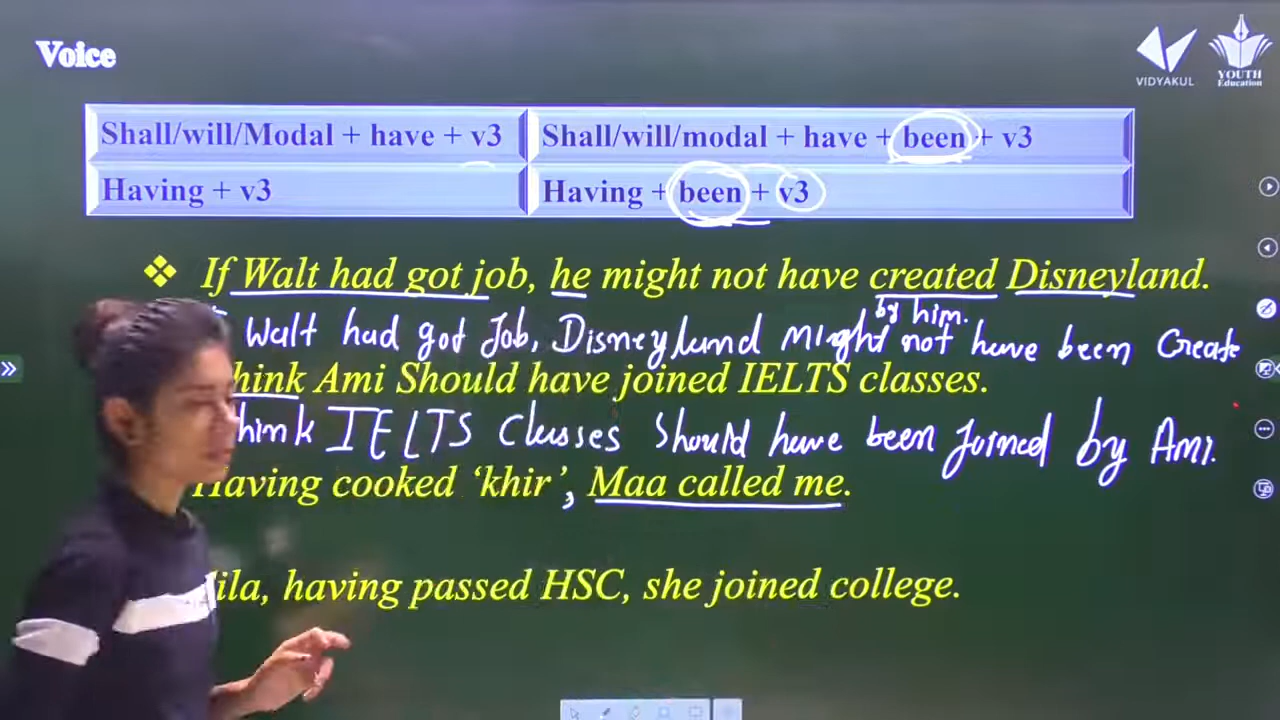 Voice
VIDYAKUL
YOUTH
Education
Shall/will/Modal + have + v3
Shall/will/modal + have + been + v3
Having + v3
Having + been + v3
❖ If Walt had got job, he might not have created Disneyland.
by him.
Walt had got Job, Disneyland might not have been Create
hink Ami Should have joined IELTS classes.
hink IELTS Classes Should have been Joined by Ami.
Having cooked ‘khir’, Maa called me.
ila, having passed HSC, she joined college.